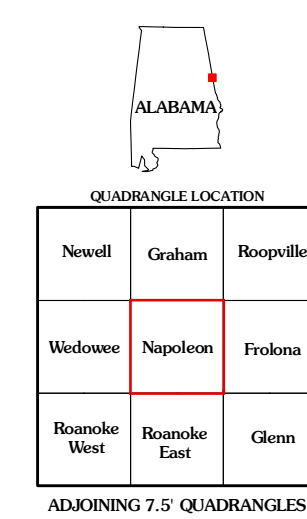 ALABAMA
QUADRANGLE LOCATION
Newell Graham Roopville
Wedowee Napoleon Frolona
Roanoke West Roanoke East Glenn
ADJOINING 7.5' QUADRANGLES